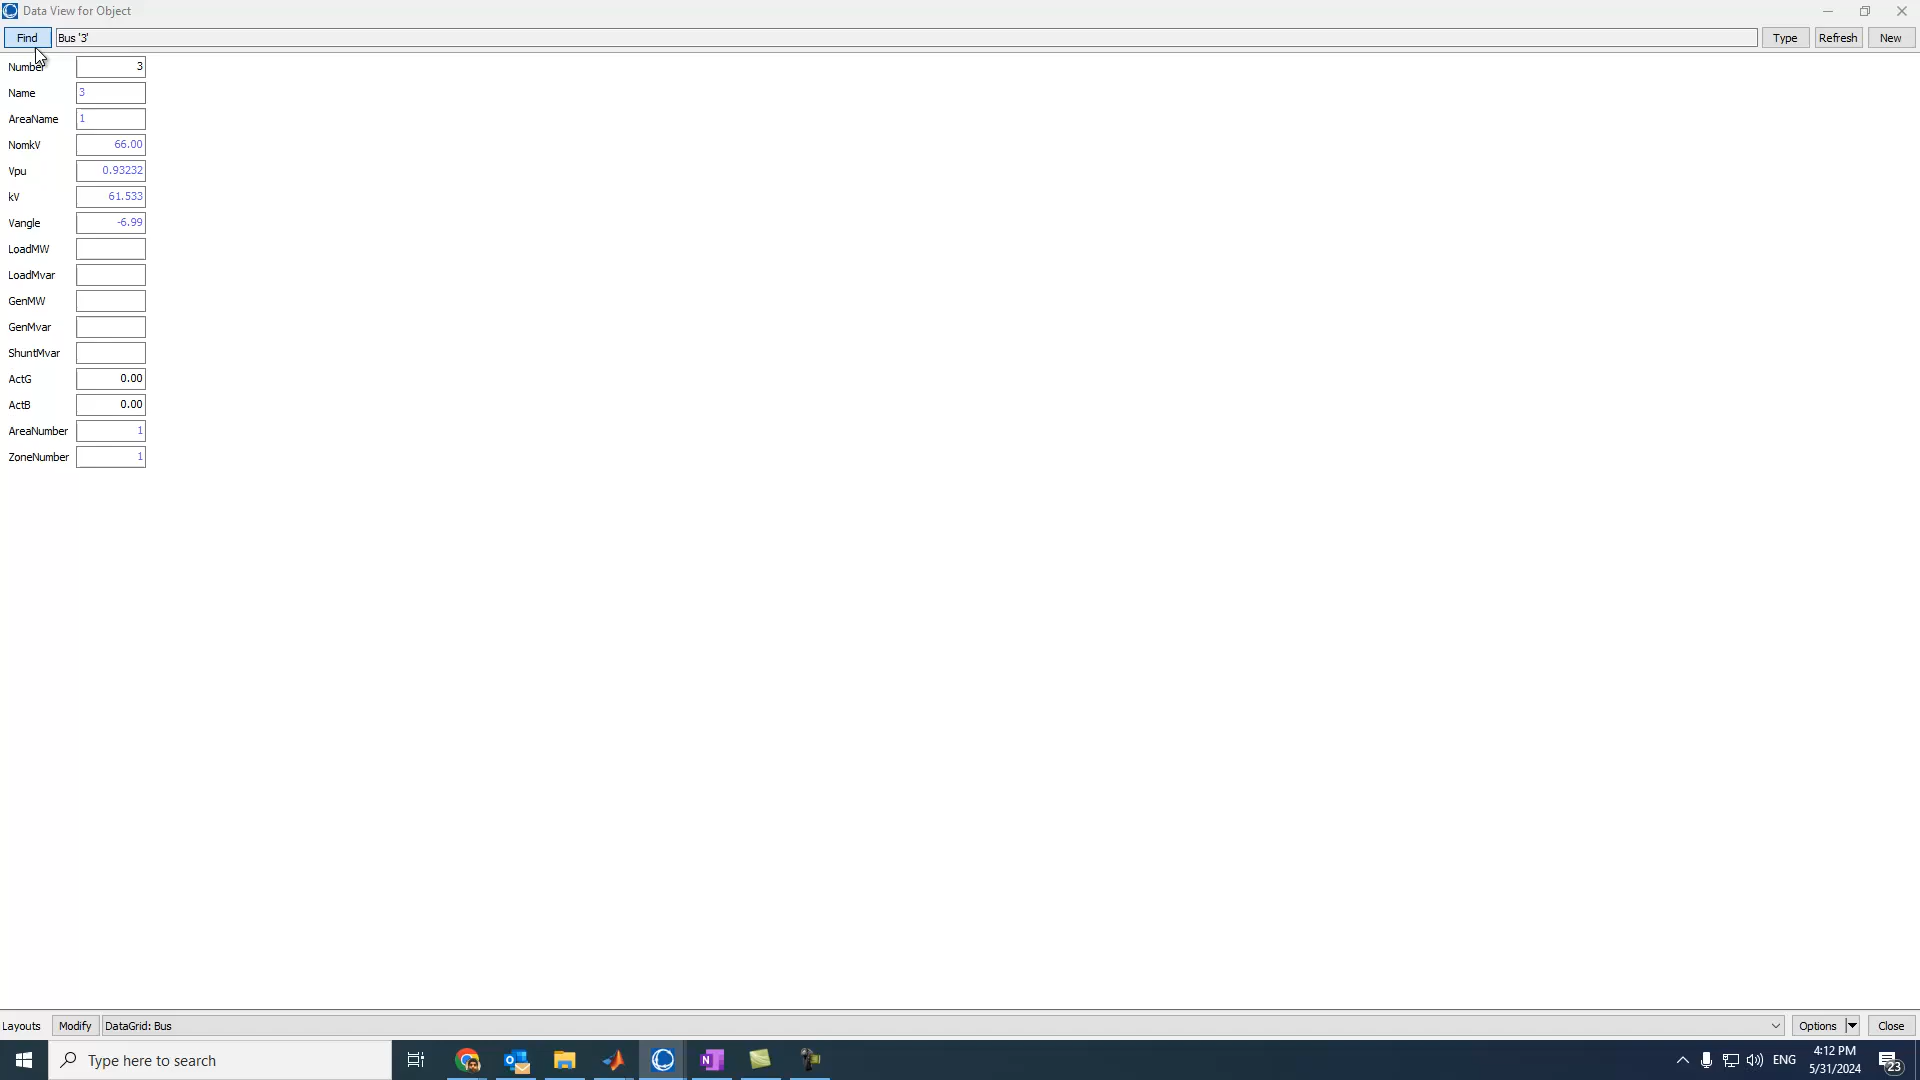 Data View for Object
Find Bus '3' Type Refresh New
Number 3
Name 3
AreaName 1
NomkV 66.00
Vpu 0.93232
kV 61.533
Vangle -6.99
LoadMW
LoadMvar
GenMW
GenMvar
ShuntMvar
ActG 0.00
ActB 0.00
AreaNumber 1
ZoneNumber 1
Layouts Modify DataGrid: Bus Options Close
Type here to search ENG 4:12 PM
5/31/2024 23